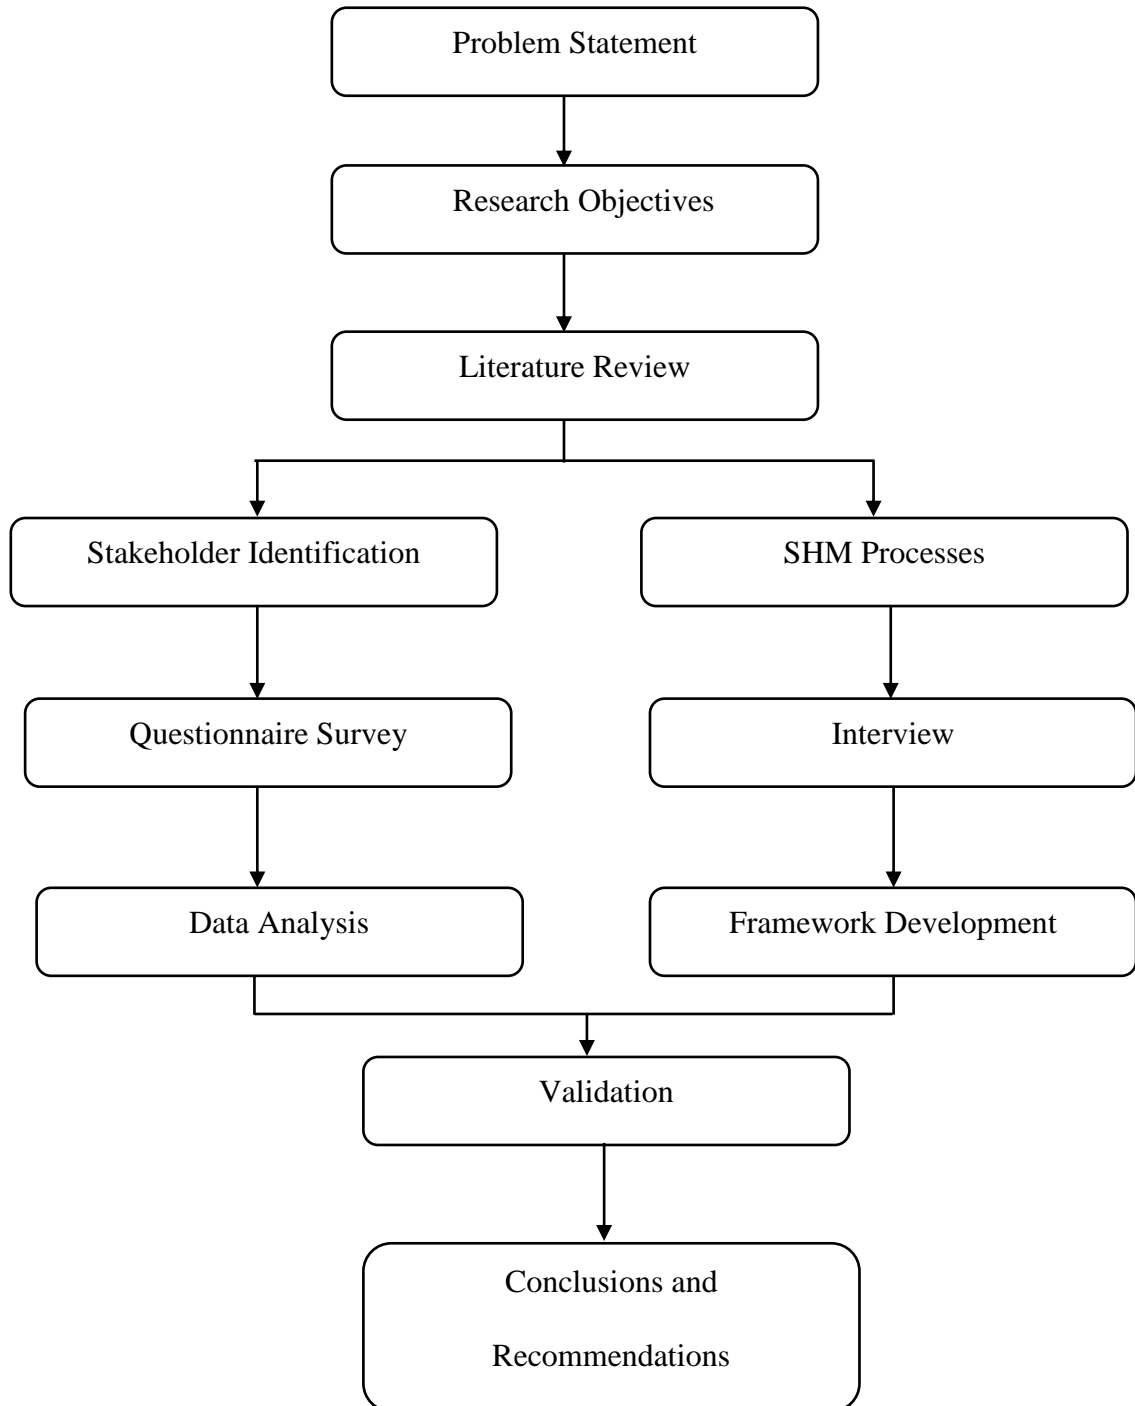 Problem Statement
Research Objectives
Literature Review
Stakeholder Identification
SHM Processes
Questionnaire Survey
Interview
Data Analysis
Framework Development
Validation
Conclusions and
Recommendations